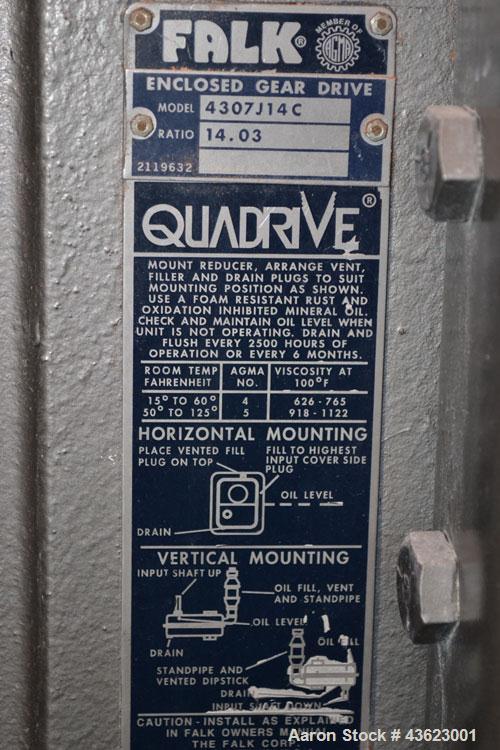 FALK®
MEMBER OF
AGMA
ENCLOSED GEAR DRIVE
MODEL 4307J14C
RATIO 14.03
2119632
QUADRIVE®
MOUNT REDUCER, ARRANGE VENT,
FILLER AND DRAIN PLUGS TO SUIT
MOUNTING POSITION AS SHOWN.
USE A FOAM RESISTANT RUST AND
OXIDATION INHIBITED MINERAL OIL.
CHECK AND MAINTAIN OIL LEVEL WHEN
UNIT IS NOT OPERATING. DRAIN AND
FLUSH EVERY 2500 HOURS OF
OPERATION OR EVERY 6 MONTHS.
ROOM TEMP AGMA VISCOSITY AT
FAHRENHEIT NO. 100°F
15° TO 60° 4 626-765
50° TO 125° 5 918-1122
HORIZONTAL MOUNTING
PLACE VENTED FILL FILL TO HIGHEST
PLUG ON TOP INPUT COVER SIDE
PLUG
OIL LEVEL
DRAIN
VERTICAL MOUNTING
INPUT SHAFT UP
OIL FILL, VENT
AND STANDPIPE
OIL LEVEL
DRAIN
OIL FILL
STANDPIPE AND
VENTED DIPSTICK
DRAIN
INPUT SHAFT DOWN
CAUTION - INSTALL AS EXPLAINED
IN FALK OWNERS MANUAL
THE FALK CORP.
Aaron Stock # 43623001